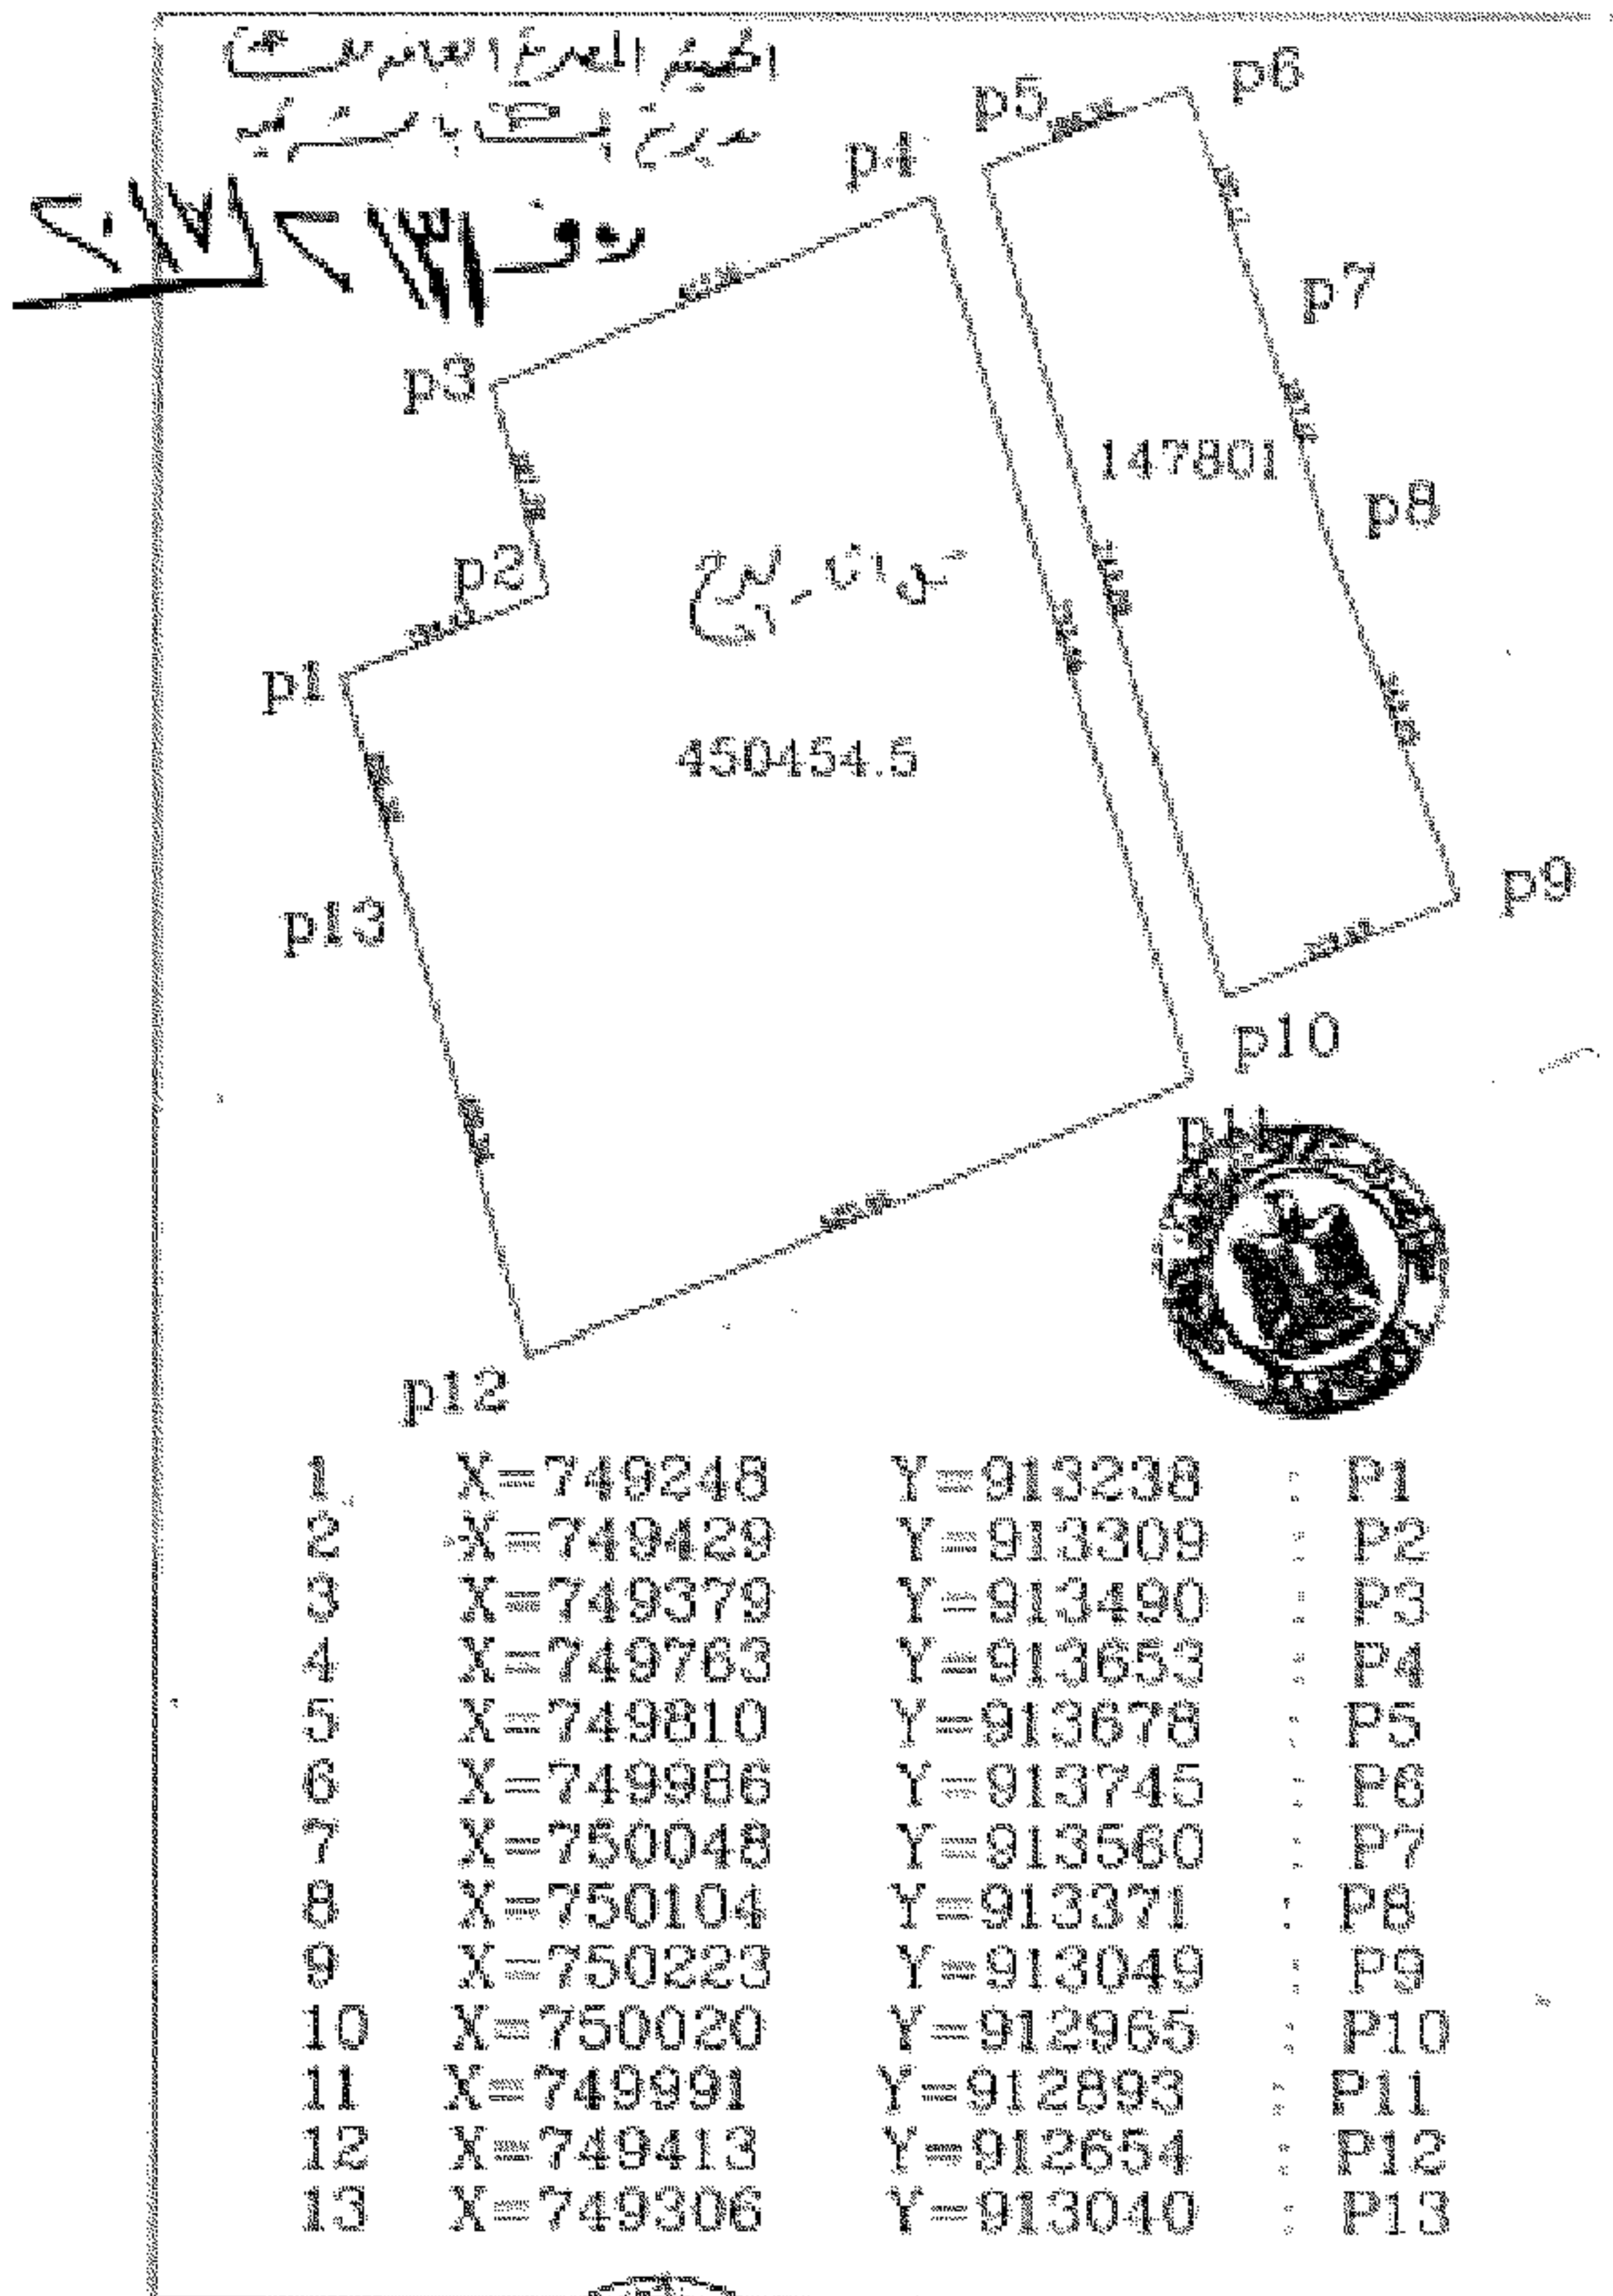 p6
p5
p4
p7
p3
147801
p8
p2
p1
450454.5
p9
p13
p10
p11
p12
1 X=749248 Y=913238 : P1
2 X=749429 Y=913309 : P2
3 X=749379 Y=913490 : P3
4 X=749763 Y=913653 : P4
5 X=749810 Y=913678 : P5
6 X=749986 Y=913745 : P6
7 X=750048 Y=913560 : P7
8 X=750104 Y=913371 : P8
9 X=750223 Y=913049 : P9
10 X=750020 Y=912965 : P10
11 X=749991 Y=912893 : P11
12 X=749413 Y=912654 : P12
13 X=749306 Y=913040 : P13